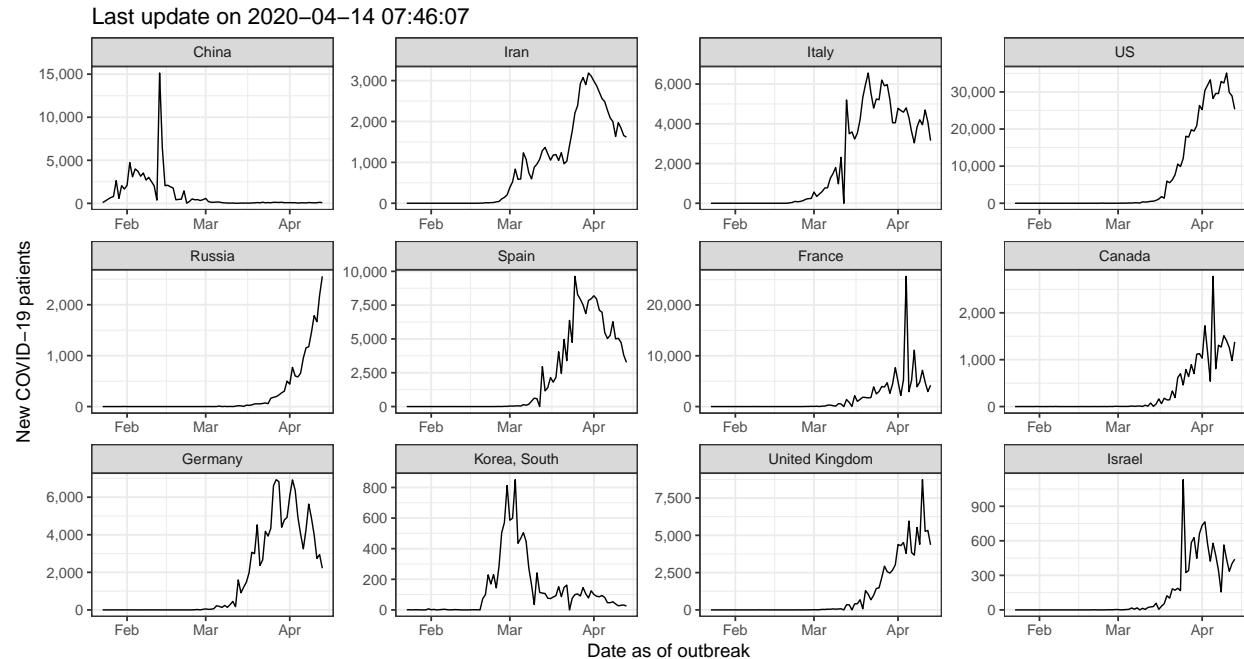 Last update on 2020−04−14 07:46:07
China Iran Italy US
15,000
10,000
5,000
0
Feb Mar Apr
3,000
2,000
1,000
0
Feb Mar Apr
6,000
4,000
2,000
0
Feb Mar Apr
30,000
20,000
10,000
0
Feb Mar Apr
Russia Spain France Canada
2,000
1,000
0
Feb Mar Apr
10,000
7,500
5,000
2,500
0
Feb Mar Apr
20,000
10,000
0
Feb Mar Apr
2,000
1,000
0
Feb Mar Apr
Germany Korea, South United Kingdom Israel
6,000
4,000
2,000
0
Feb Mar Apr
800
600
400
200
0
Feb Mar Apr
7,500
5,000
2,500
0
Feb Mar Apr
900
600
300
0
Feb Mar Apr
New COVID−19 patients
Date as of outbreak